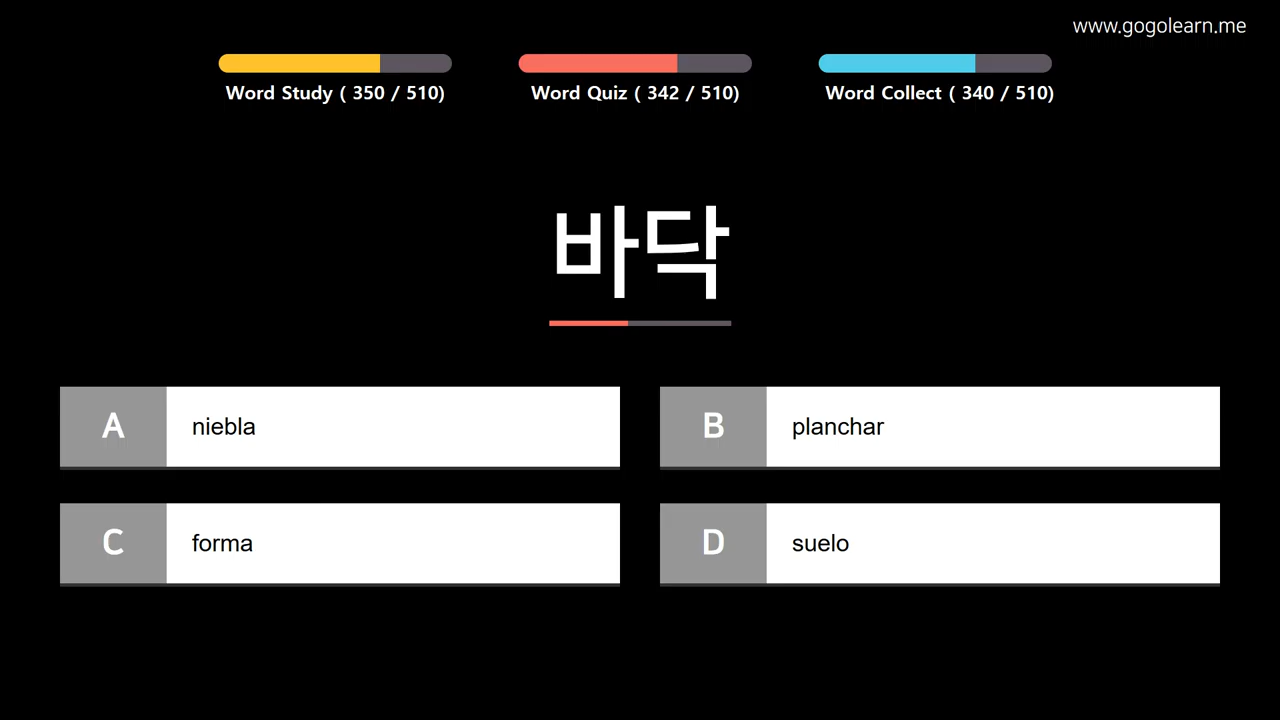 www.gogolearn.me
Word Study ( 350 / 510)
Word Quiz ( 342 / 510)
Word Collect ( 340 / 510)
바닥
A niebla
B planchar
C forma
D suelo